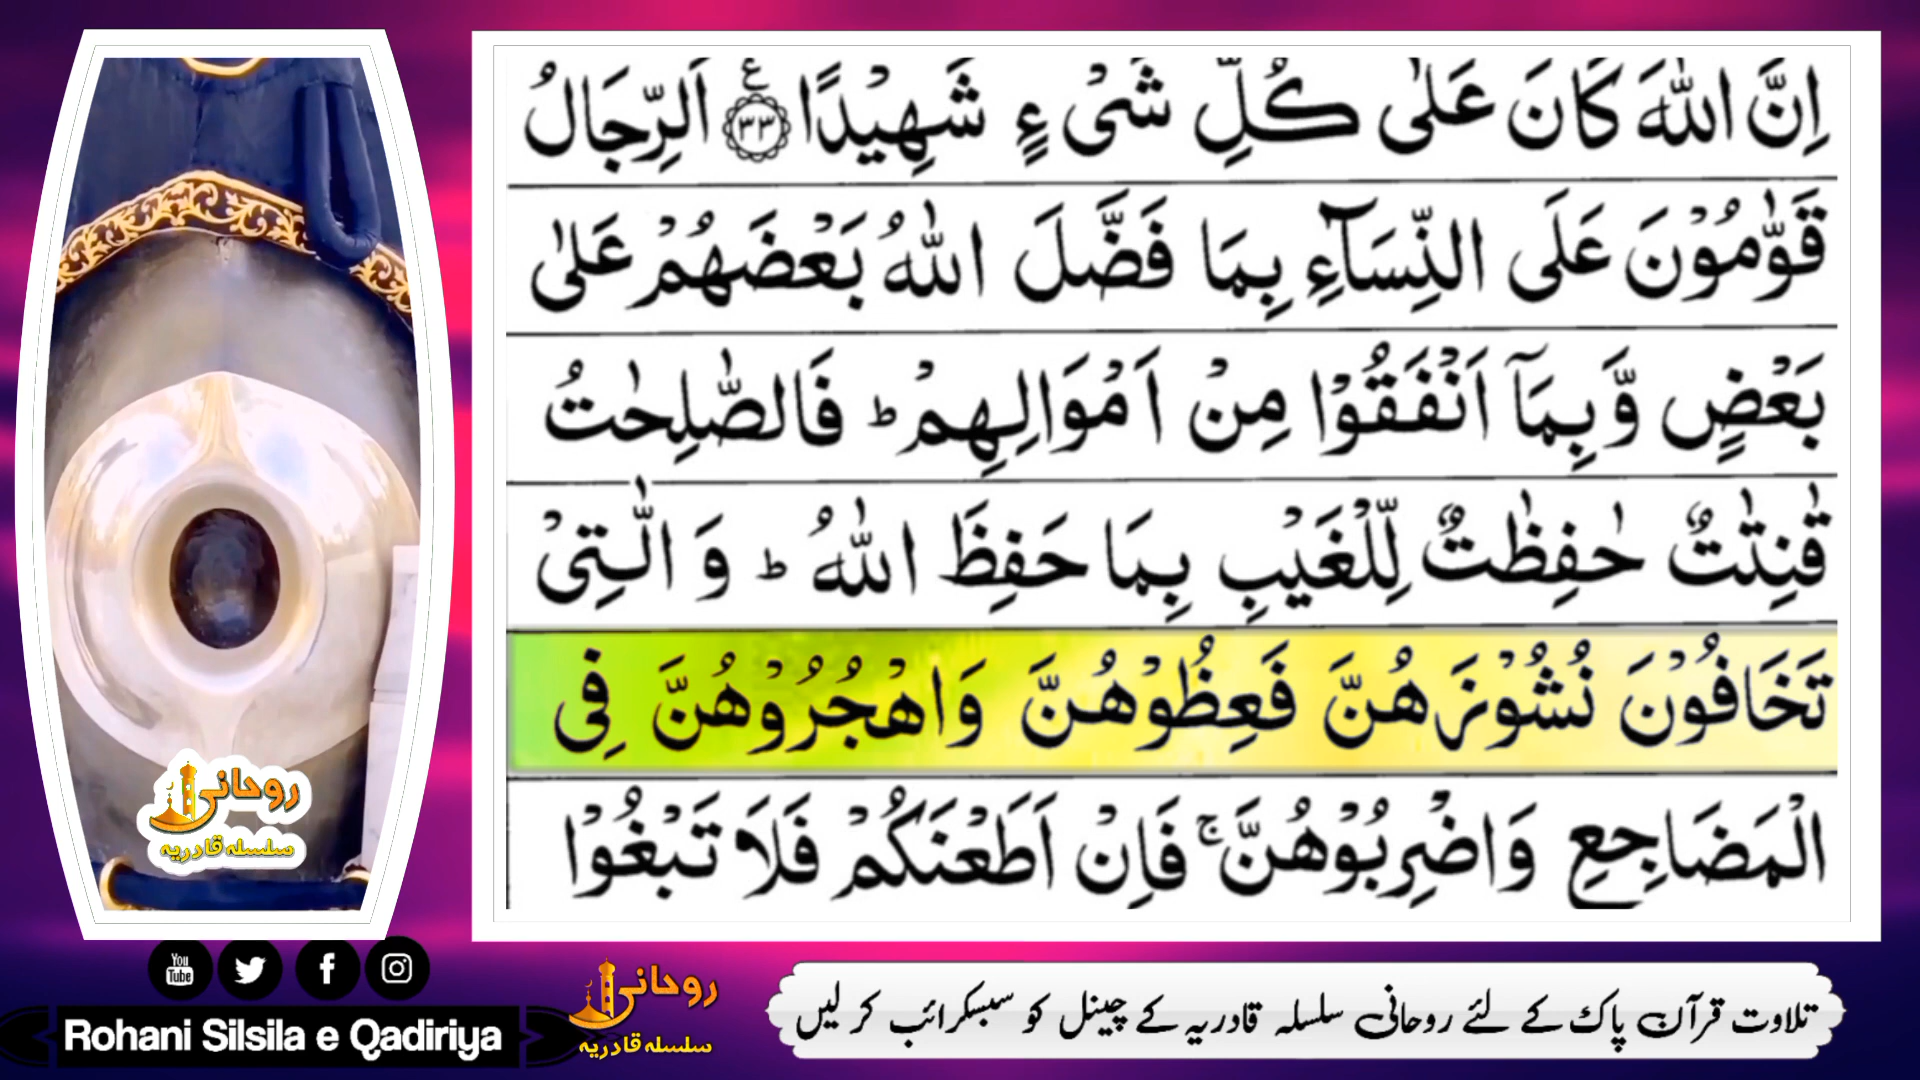 اِنَّ اللّٰهَ كَانَ عَلٰى كُلِّ شَىْءٍ شَهِيْدًا ۳۳ ع اَلرِّجَالُ
قَوّٰمُوْنَ عَلَى النِّسَآءِ بِمَا فَضَّلَ اللّٰهُ بَعْضَهُمْ عَلٰى
بَعْضٍ وَّبِمَآ اَنْفَقُوْا مِنْ اَمْوَالِهِمْ ؕ فَالصّٰلِحٰتُ
قٰنِتٰتٌ حٰفِظٰتٌ لِّلْغَيْبِ بِمَا حَفِظَ اللّٰهُ ؕ وَ الّٰتِىْ
تَخَافُوْنَ نُشُوْزَهُنَّ فَعِظُوْهُنَّ وَاهْجُرُوْهُنَّ فِى
الْمَضَاجِعِ وَاضْرِبُوْهُنَّ ۚ فَاِنْ اَطَعْنَكُمْ فَلَا تَبْغُوْا
روحانی
سلسلہ قادریہ
You Tube
Rohani Silsila e Qadiriya
روحانی
سلسلہ قادریہ
تلاوت قرآن پاک کے لئے روحانی سلسلہ قادریہ کے چینل کو سبسکرائب کر لیں